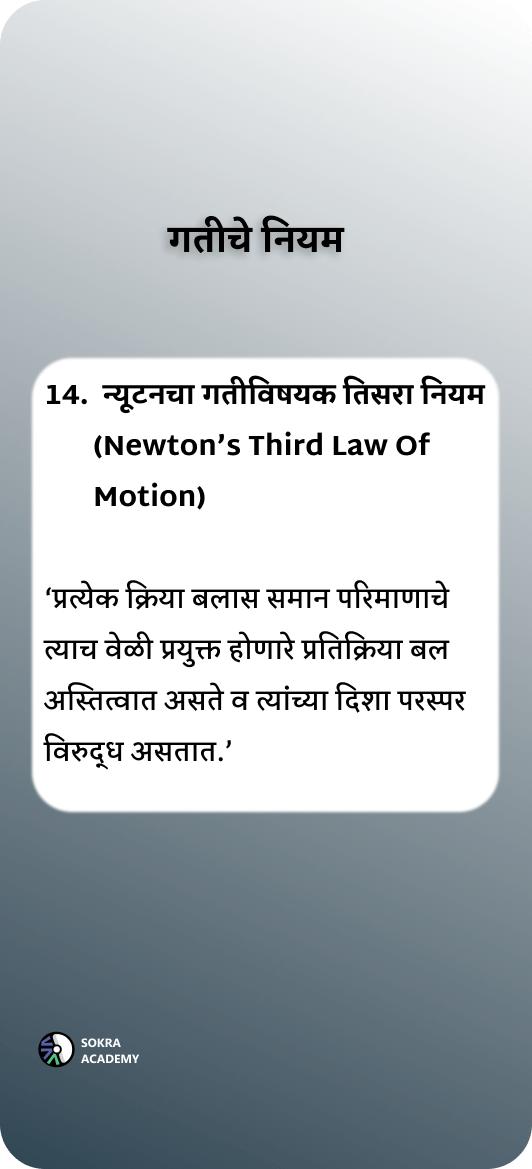 गतीचे नियम
14. न्यूटनचा गतीविषयक तिसरा नियम
(Newton’s Third Law Of
Motion)
‘प्रत्येक क्रिया बलास समान परिमाणाचे
त्याच वेळी प्रयुक्त होणारे प्रतिक्रिया बल
अस्तित्वात असते व त्यांच्या दिशा परस्पर
विरुद्ध असतात.’
SOKRA
ACADEMY